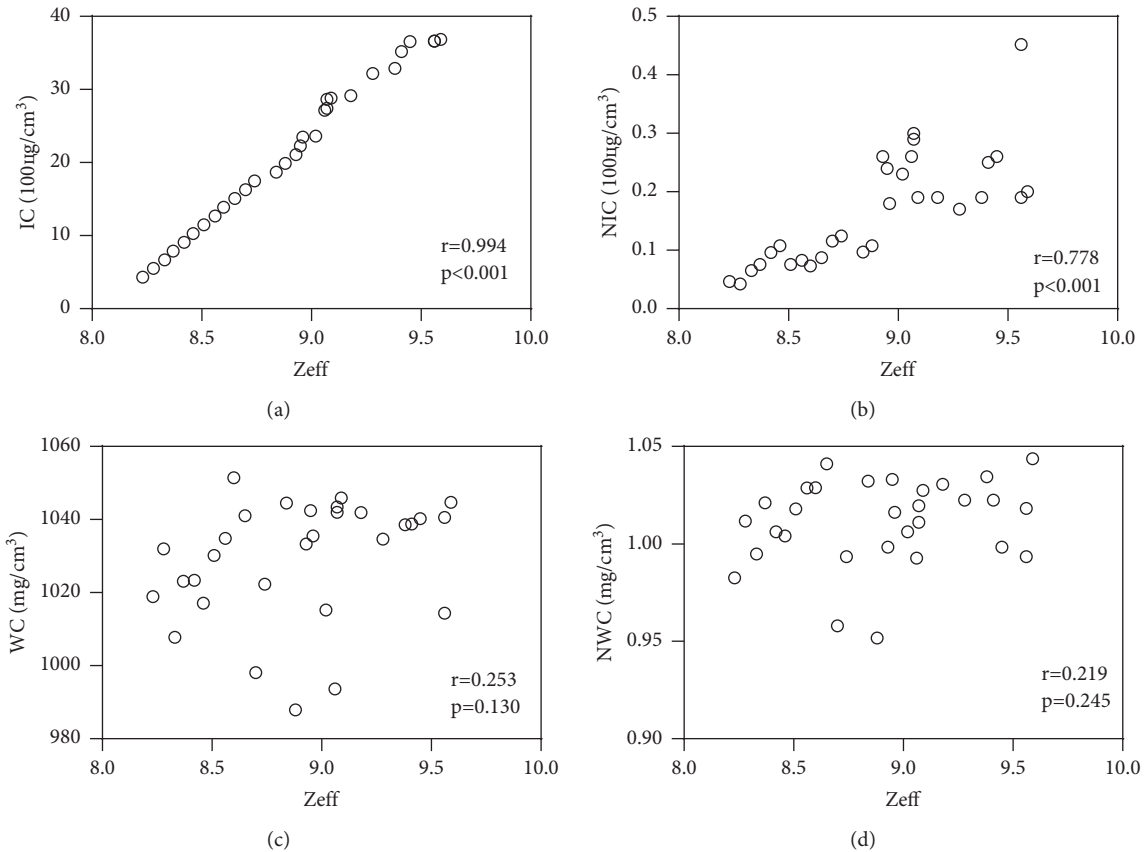 40
30
20
10
0
IC (100ug/cm³)
r=0.994
p<0.001
8.0 8.5 9.0 9.5 10.0
Zeff
(a)
0.5
0.4
0.3
0.2
0.1
0.0
NIC (100ug/cm³)
r=0.778
p<0.001
8.0 8.5 9.0 9.5 10.0
Zeff
(b)
1060
1040
1020
1000
980
WC (mg/cm³)
r=0.253
p=0.130
8.0 8.5 9.0 9.5 10.0
Zeff
(c)
1.05
1.00
0.95
0.90
NWC (mg/cm³)
r=0.219
p=0.245
8.0 8.5 9.0 9.5 10.0
Zeff
(d)